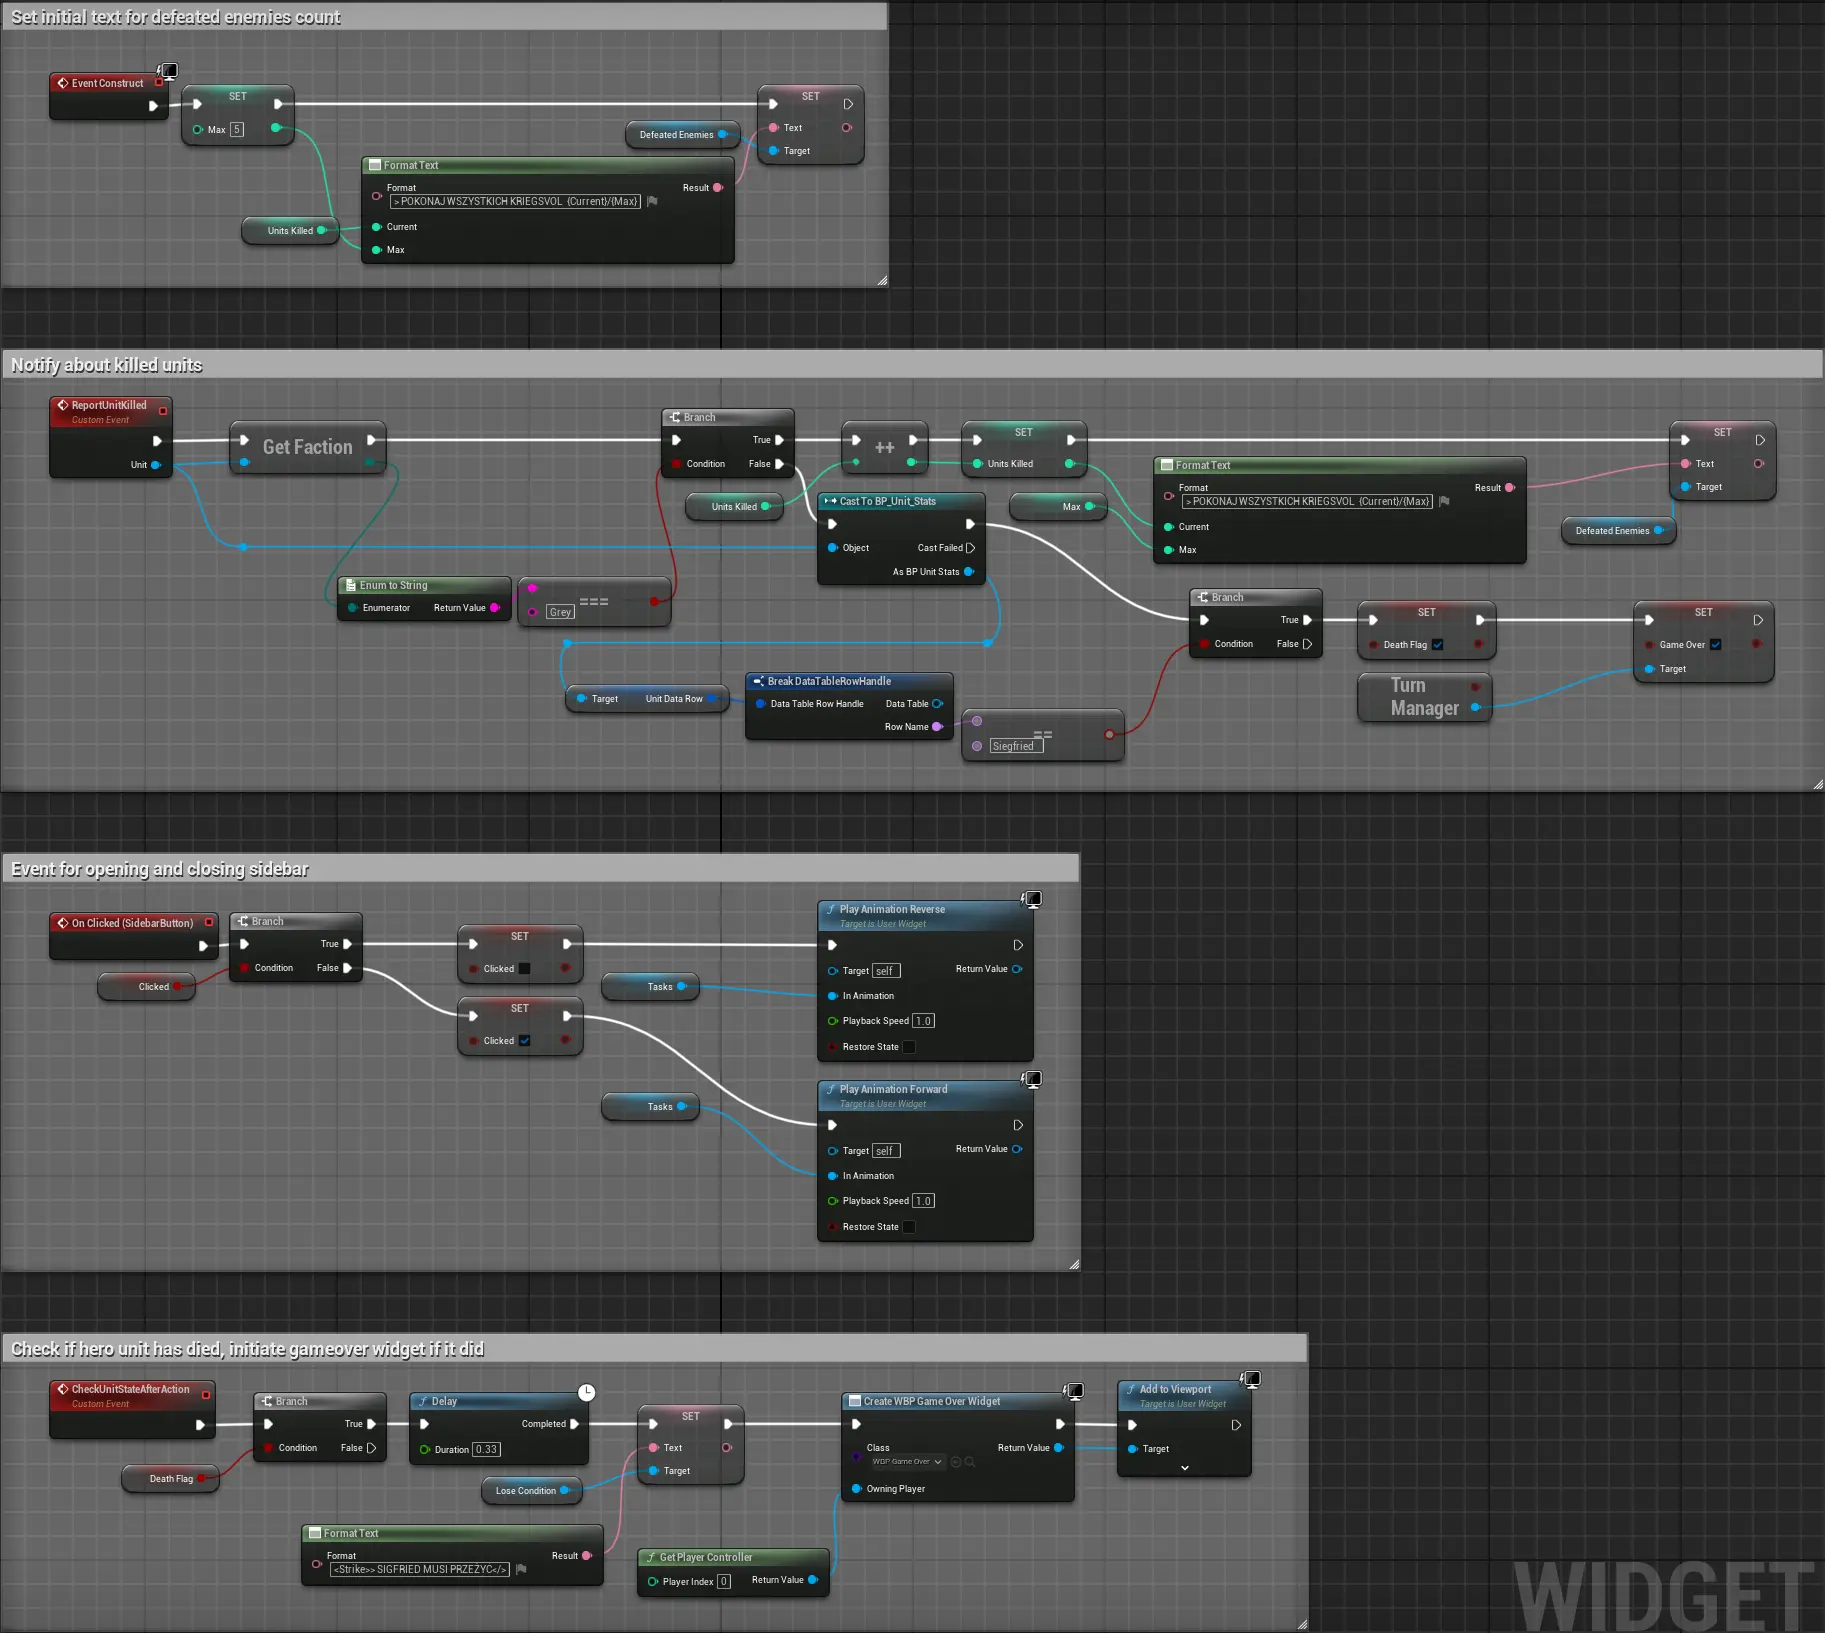 Set initial text for defeated enemies count
Event Construct
SET
Max 5
Defeated Enemies
SET
Text
Target
Format Text
Format
> POKONAJ WSZYSTKICH KRIEGSVOL {Current}/{Max}
Result
Units Killed
Current
Max
Notify about killed units
ReportUnitKilled
Custom Event
Unit
Get Faction
Branch
True
Condition
False
++
SET
Units Killed
Units Killed
Cast To BP_Unit_Stats
Object
Cast Failed
As BP Unit Stats
Max
Format Text
Format
> POKONAJ WSZYSTKICH KRIEGSVOL {Current}/{Max}
Result
Current
Max
SET
Text
Target
Defeated Enemies
Enum to String
Enumerator
Return Value
===
Grey
Branch
True
Condition
False
SET
Death Flag
SET
Game Over
Target
Turn
Manager
Target
Unit Data Row
Break DataTableRowHandle
Data Table Row Handle
Data Table
Row Name
==
Siegfried
Event for opening and closing sidebar
On Clicked (SidebarButton)
Clicked
Branch
True
Condition
False
SET
Clicked
SET
Clicked
Tasks
Play Animation Reverse
Target is User Widget
Target self
Return Value
In Animation
Playback Speed 1.0
Restore State
Tasks
Play Animation Forward
Target is User Widget
Target self
Return Value
In Animation
Playback Speed 1.0
Restore State
Check if hero unit has died, initiate gameover widget if it did
CheckUnitStateAfterAction
Custom Event
Death Flag
Branch
True
Condition
False
Delay
Completed
Duration 0.33
Lose Condition
SET
Text
Target
Format Text
Format
<Strike>> SIGFRIED MUSI PRZEŻYĆ</>
Result
Get Player Controller
Player Index 0
Return Value
Create WBP Game Over Widget
Class
WBP Game Over
Return Value
Owning Player
Add to Viewport
Target is User Widget
Target
WIDGET